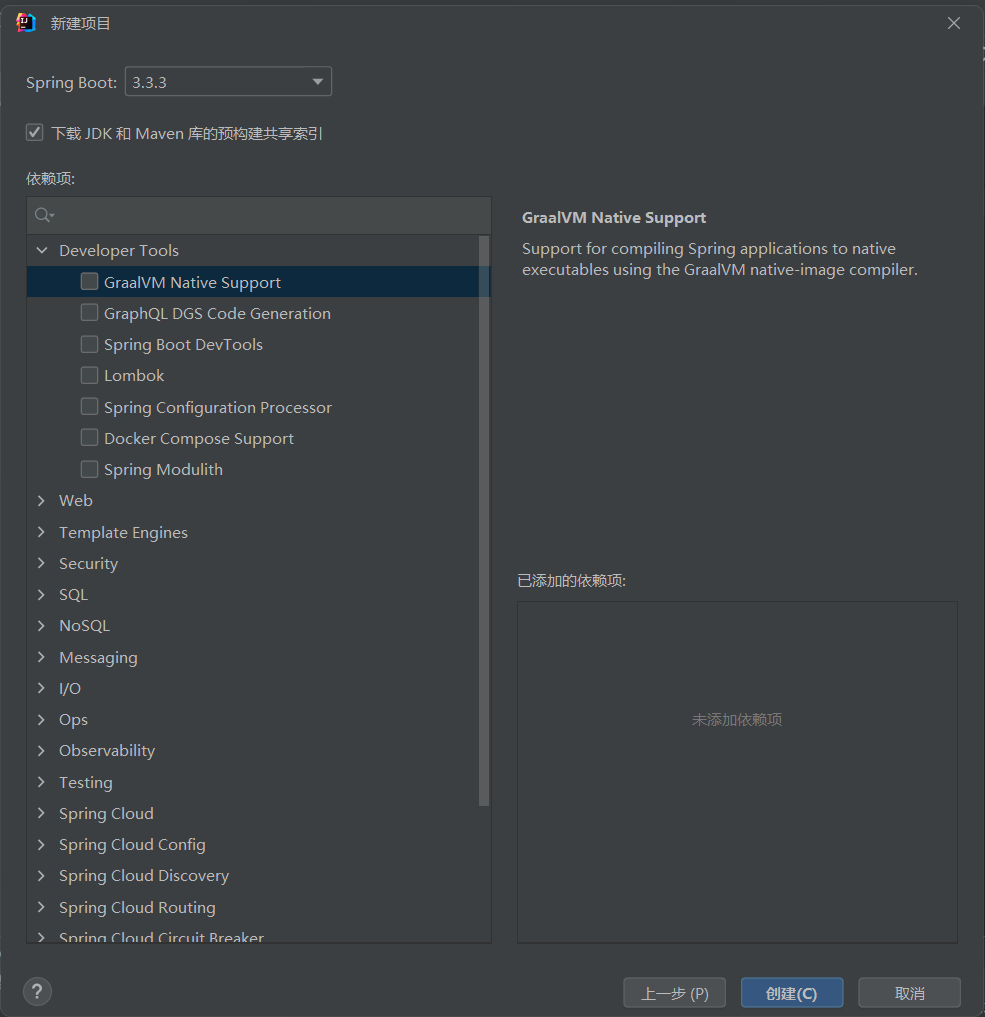 新建项目
Spring Boot: 3.3.3
下载 JDK 和 Maven 库的预构建共享索引
依赖项:
Developer Tools
GraalVM Native Support
GraphQL DGS Code Generation
Spring Boot DevTools
Lombok
Spring Configuration Processor
Docker Compose Support
Spring Modulith
Web
Template Engines
Security
SQL
NoSQL
Messaging
I/O
Ops
Observability
Testing
Spring Cloud
Spring Cloud Config
Spring Cloud Discovery
Spring Cloud Routing
Spring Cloud Circuit Breaker
GraalVM Native Support
Support for compiling Spring applications to native
executables using the GraalVM native-image compiler.
已添加的依赖项:
未添加依赖项
?
上一步 (P)
创建(C)
取消